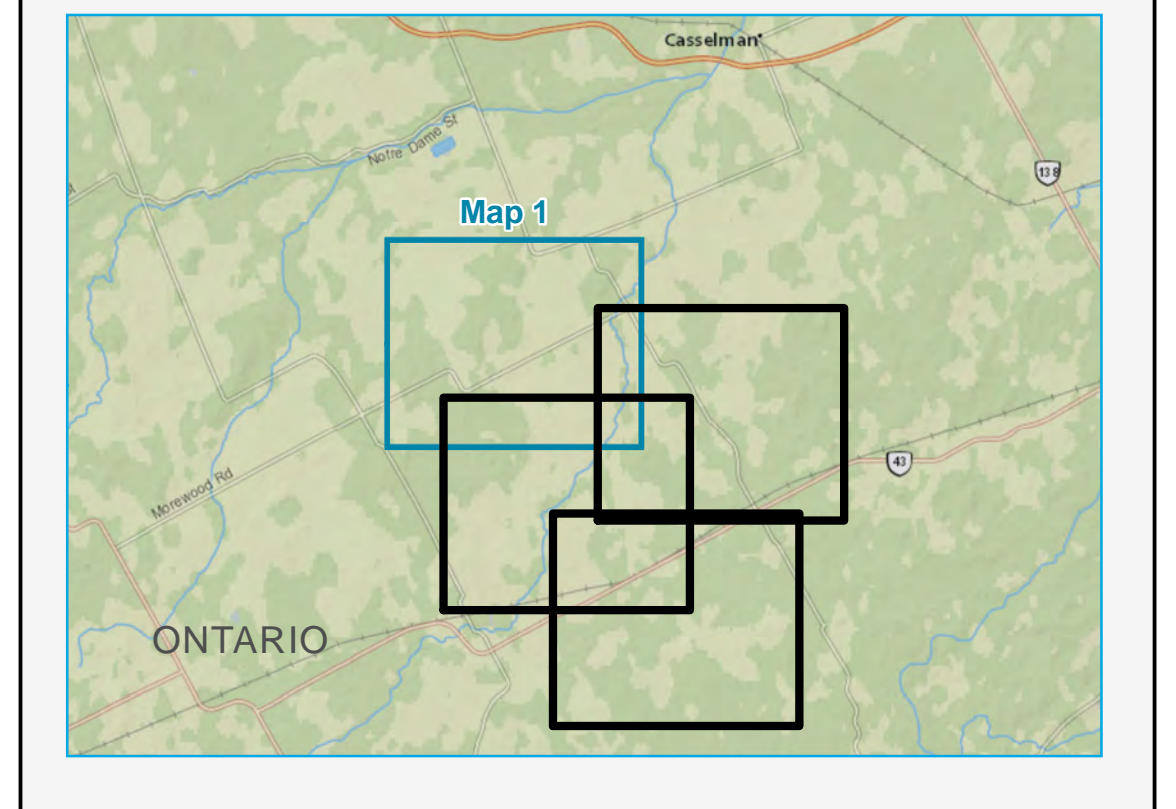 Casselman
Notre Dame St
138
Map 1
43
Morewood Rd
ONTARIO